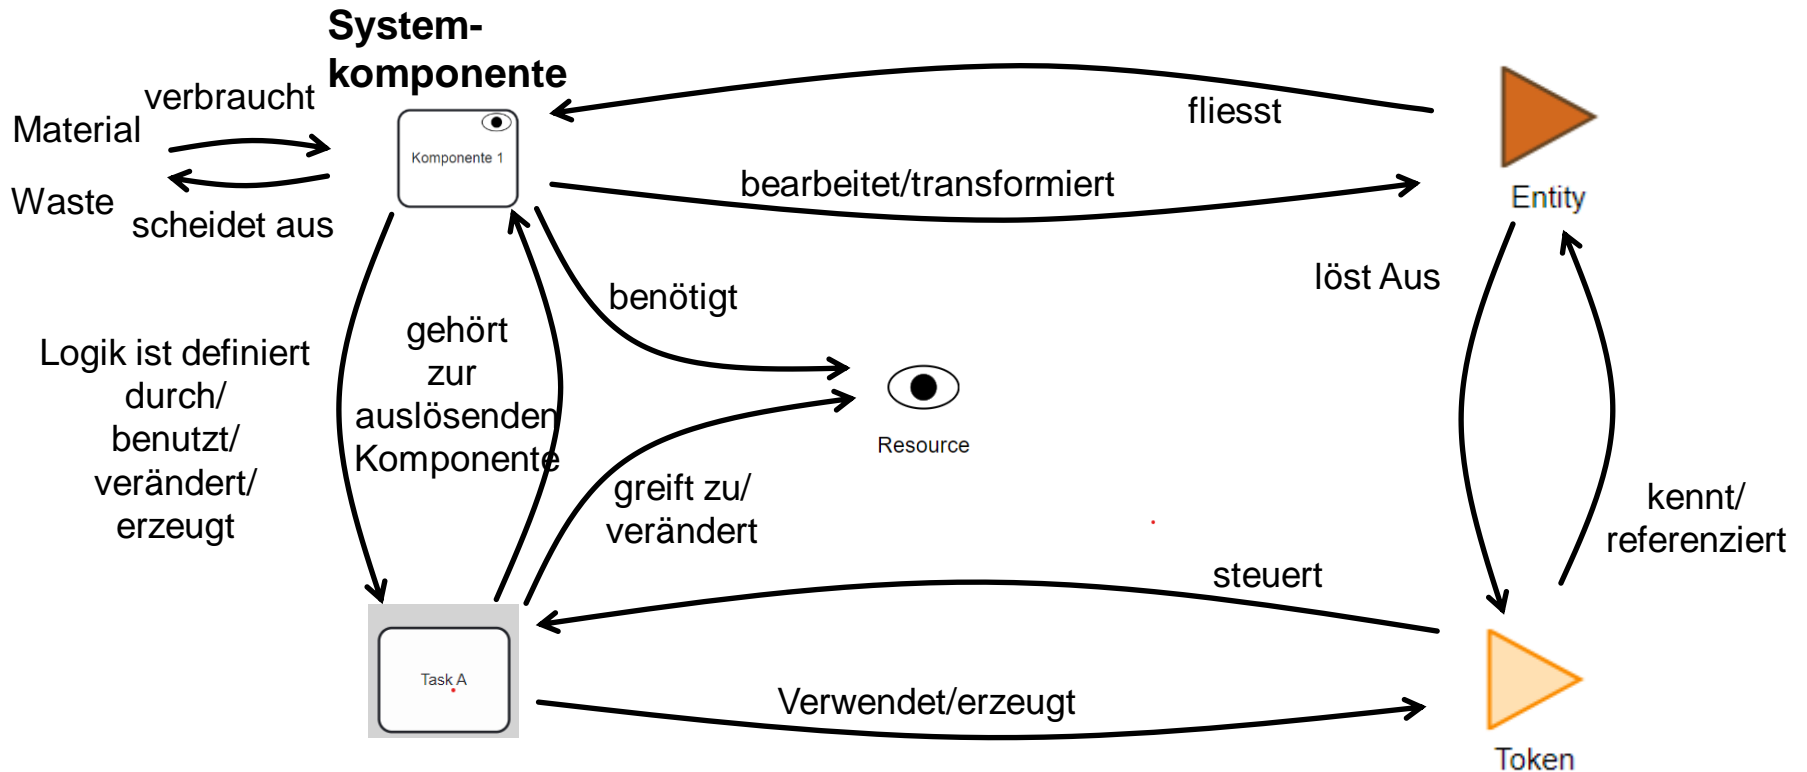 System-
komponente
verbraucht
Material
Waste
scheidet aus
Komponente 1
fliesst
bearbeitet/transformiert
Entity
löst Aus
benötigt
gehört
zur
auslösenden
Komponente
Logik ist definiert
durch/
benutzt/
verändert/
erzeugt
Resource
greift zu/
verändert
kennt/
referenziert
steuert
Task A
Verwendet/erzeugt
Token